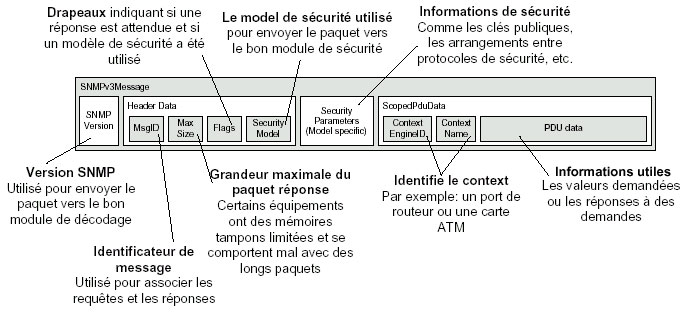 Drapeaux indiquant si une
réponse est attendue et si
un modèle de sécurité a été
utilisé
Le model de sécurité utilisé
pour envoyer le paquet vers
le bon module de sécurité
Informations de sécurité
Comme les clés publiques,
les arrangements entre
protocoles de sécurité, etc.
SNMPv3Message
SNMP
Version
Header Data
MsgID
Max
Size
Flags
Security
Model
Security
Parameters
(Model specific)
ScopedPduData
Context
EngineID
Context
Name
PDU data
Version SNMP
Utilisé pour envoyer le
paquet vers le bon
module de décodage
Identificateur de
message
Utilisé pour associer les
requêtes et les réponses
Grandeur maximale du
paquet réponse
Certains équipements
ont des mémoires
tampons limitées et se
comportent mal avec des
longs paquets
Identifie le context
Par exemple: un port de
routeur ou une carte
ATM
Informations utiles
Les valeurs demandées
ou les réponses à des
demandes